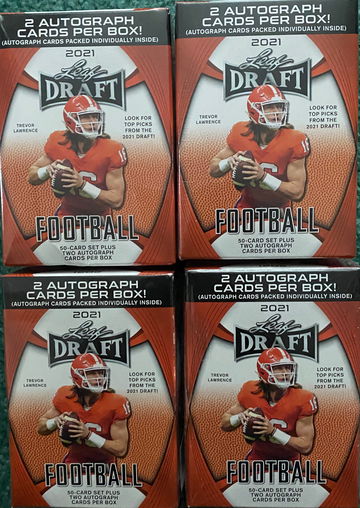 2 AUTOGRAPH
CARDS PER BOX!
(AUTOGRAPH CARDS PACKED INDIVIDUALLY INSIDE)
2021
Leaf
DRAFT
TREVOR
LAWRENCE
LOOK FOR
TOP PICKS
FROM THE
2021 DRAFT!
16
FOOTBALL
50-CARD SET PLUS
TWO AUTOGRAPH
CARDS PER BOX
2 AUTOGRAPH
CARDS PER BOX!
(AUTOGRAPH CARDS PACKED INDIVIDUALLY INSIDE)
2021
Leaf
DRAFT
TREVOR
LAWRENCE
LOOK FOR
TOP PICKS
FROM THE
2021 DRAFT!
16
FOOTBALL
50-CARD SET PLUS
TWO AUTOGRAPH
CARDS PER BOX
2 AUTOGRAPH
CARDS PER BOX!
(AUTOGRAPH CARDS PACKED INDIVIDUALLY INSIDE)
2021
Leaf
DRAFT
TREVOR
LAWRENCE
LOOK FOR
TOP PICKS
FROM THE
2021 DRAFT!
16
FOOTBALL
50-CARD SET PLUS
TWO AUTOGRAPH
CARDS PER BOX
2 AUTOGRAPH
CARDS PER BOX!
(AUTOGRAPH CARDS PACKED INDIVIDUALLY INSIDE)
2021
Leaf
DRAFT
TREVOR
LAWRENCE
LOOK FOR
TOP PICKS
FROM THE
2021 DRAFT!
16
FOOTBALL
50-CARD SET PLUS
TWO AUTOGRAPH
CARDS PER BOX